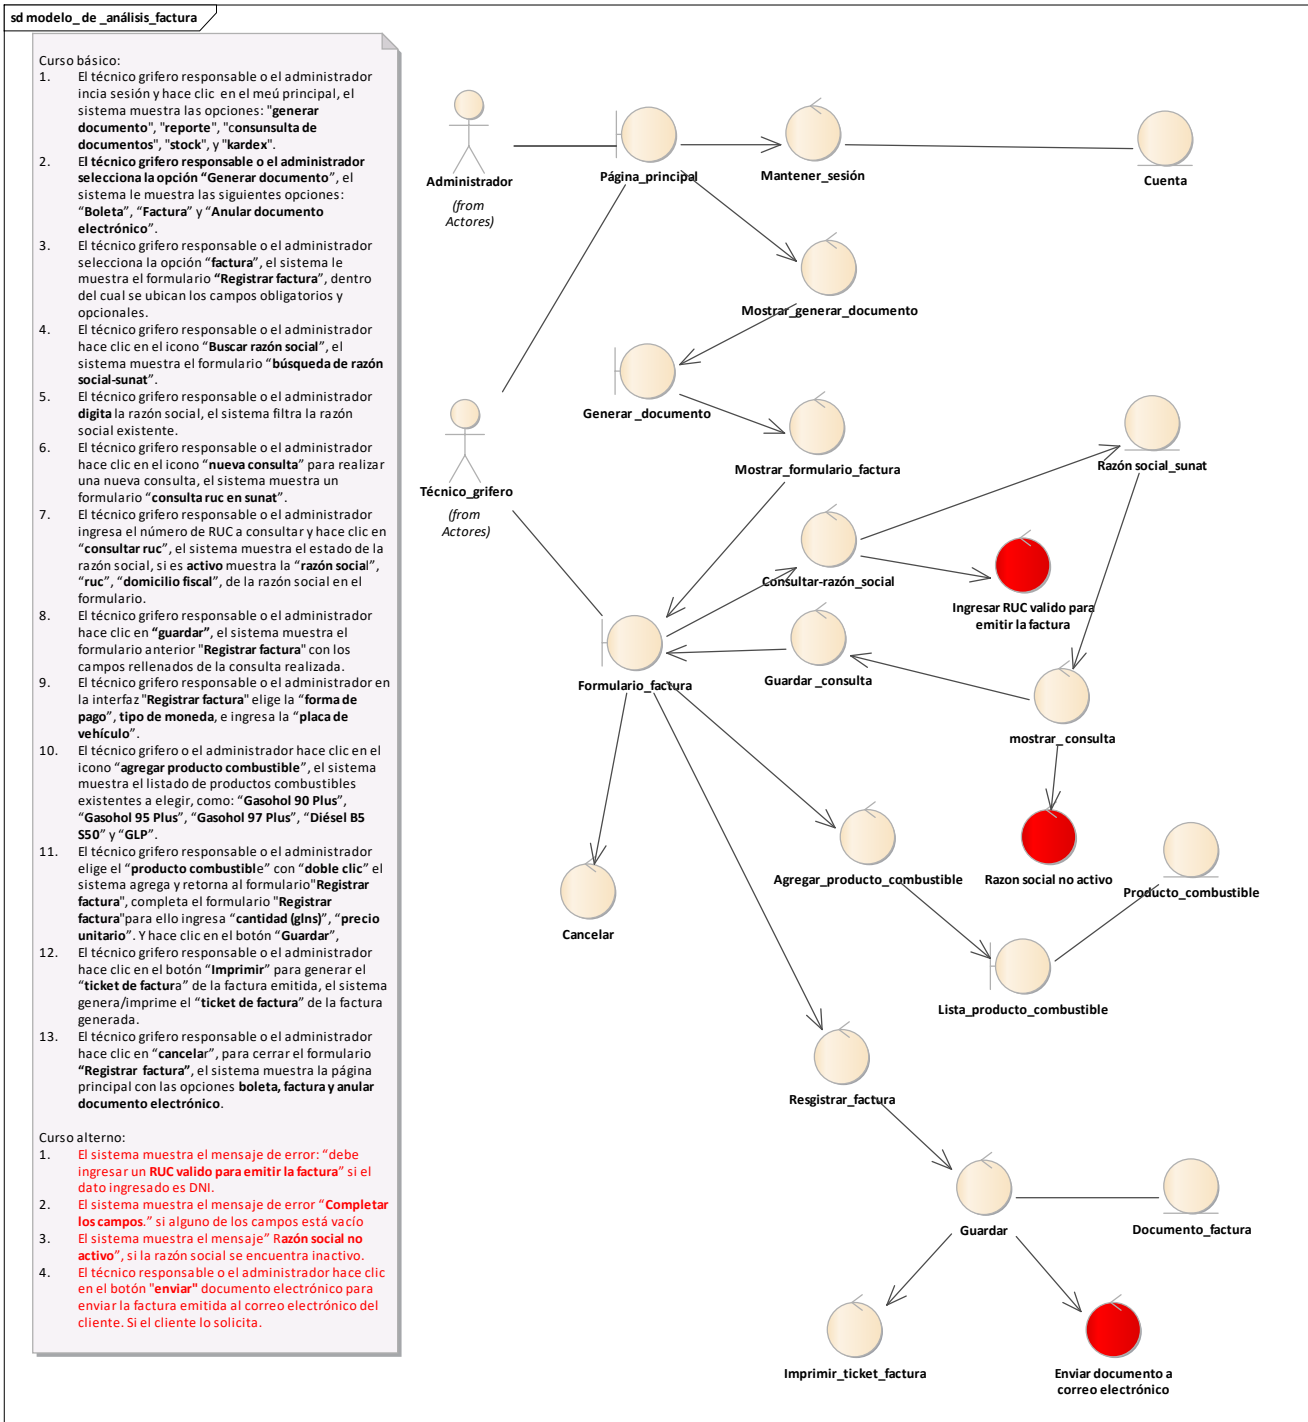 sd modelo_ de _análisis_factura
Curso básico:
1. El técnico grifero responsable o el administrador
incia sesión y hace clic en el meú principal, el
sistema muestra las opciones: "generar
documento", "reporte", "consunsulta de
documentos", "stock", y "kardex".
2. El técnico grifero responsable o el administrador
selecciona la opción “Generar documento”, el
sistema le muestra las siguientes opciones:
“Boleta”, “Factura” y “Anular documento
electrónico”.
3. El técnico grifero responsable o el administrador
selecciona la opción “factura”, el sistema le
muestra el formulario “Registrar factura”, dentro
del cual se ubican los campos obligatorios y
opcionales.
4. El técnico grifero responsable o el administrador
hace clic en el icono “Buscar razón social”, el
sistema muestra el formulario “búsqueda de razón
social-sunat”.
5. El técnico grifero responsable o el administrador
digita la razón social, el sistema filtra la razón
social existente.
6. El técnico grifero responsable o el administrador
hace clic en el icono “nueva consulta” para realizar
una nueva consulta, el sistema muestra un
formulario “consulta ruc en sunat”.
7. El técnico grifero responsable o el administrador
ingresa el número de RUC a consultar y hace clic en
“consultar ruc”, el sistema muestra el estado de la
razón social, si es activo muestra la “razón social”,
“ruc”, “domicilio fiscal”, de la razón social en el
formulario.
8. El técnico grifero responsable o el administrador
hace clic en “guardar”, el sistema muestra el
formulario anterior "Registrar factura" con los
campos rellenados de la consulta realizada.
9. El técnico grifero responsable o el administrador en
la interfaz "Registrar factura" elige la “forma de
pago”, tipo de moneda, e ingresa la “placa de
vehículo”.
10. El técnico grifero o el administrador hace clic en el
icono “agregar producto combustible”, el sistema
muestra el listado de productos combustibles
existentes a elegir, como: “Gasohol 90 Plus”,
“Gasohol 95 Plus”, “Gasohol 97 Plus”, “Diésel B5
S50” y “GLP”.
11. El técnico grifero responsable o el administrador
elige el “producto combustible” con “doble clic” el
sistema agrega y retorna al formulario"Registrar
factura", completa el formulario "Registrar
factura"para ello ingresa “cantidad (glns)”, “precio
unitario”. Y hace clic en el botón “Guardar”,
12. El técnico grifero responsable o el administrador
hace clic en el botón “Imprimir” para generar el
“ticket de factura” de la factura emitida, el sistema
genera/imprime el “ticket de factura” de la factura
generada.
13. El técnico grifero responsable o el administrador
hace clic en “cancelar”, para cerrar el formulario
“Registrar factura”, el sistema muestra la página
principal con las opciones boleta, factura y anular
documento electrónico.
Curso alterno:
1. El sistema muestra el mensaje de error: “debe
ingresar un RUC valido para emitir la factura” si el
dato ingresado es DNI.
2. El sistema muestra el mensaje de error “Completar
los campos.” si alguno de los campos está vacío
3. El sistema muestra el mensaje” Razón social no
activo”, si la razón social se encuentra inactivo.
4. El técnico responsable o el administrador hace clic
en el botón "enviar" documento electrónico para
enviar la factura emitida al correo electrónico del
cliente. Si el cliente lo solicita.
Administrador
(from
Actores)
Página_principal
Mantener_sesión
Cuenta
Mostrar_generar_documento
Generar _documento
Técnico_grifero
(from
Actores)
Mostrar_formulario_factura
Razón social_sunat
Consultar-razón_social
Ingresar RUC valido para
emitir la factura
Formulario_factura
Guardar _consulta
mostrar_ consulta
Agregar_producto_combustible
Razon social no activo
Producto_combustible
Cancelar
Lista_producto_combustible
Resgistrar_factura
Guardar
Documento_factura
Imprimir_ticket_factura
Enviar documento a
correo electrónico